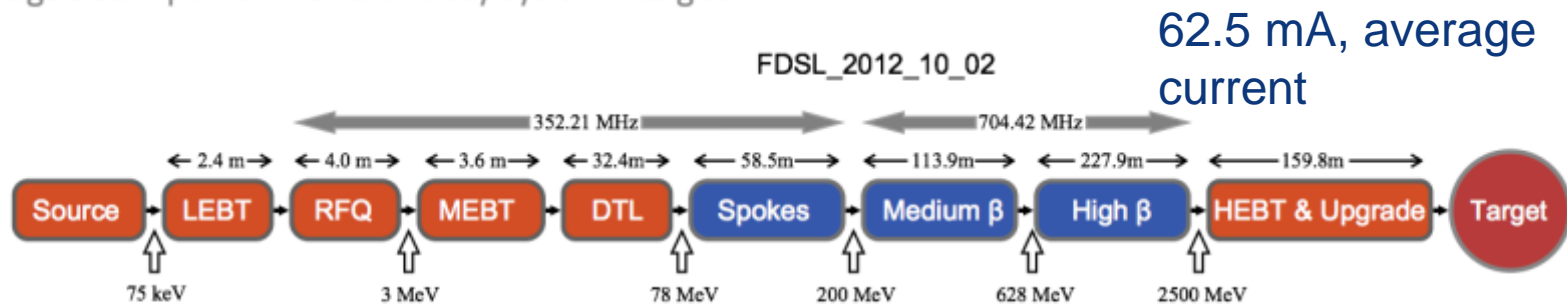 62.5 mA, average
current
FDSL_2012_10_02
352.21 MHz 704.42 MHz
2.4 m 4.0 m 3.6 m 32.4m 58.5m 113.9m 227.9m 159.8m
Source LEBT RFQ MEBT DTL Spokes Medium β High β HEBT & Upgrade Target
75 keV 3 MeV 78 MeV 200 MeV 628 MeV 2500 MeV